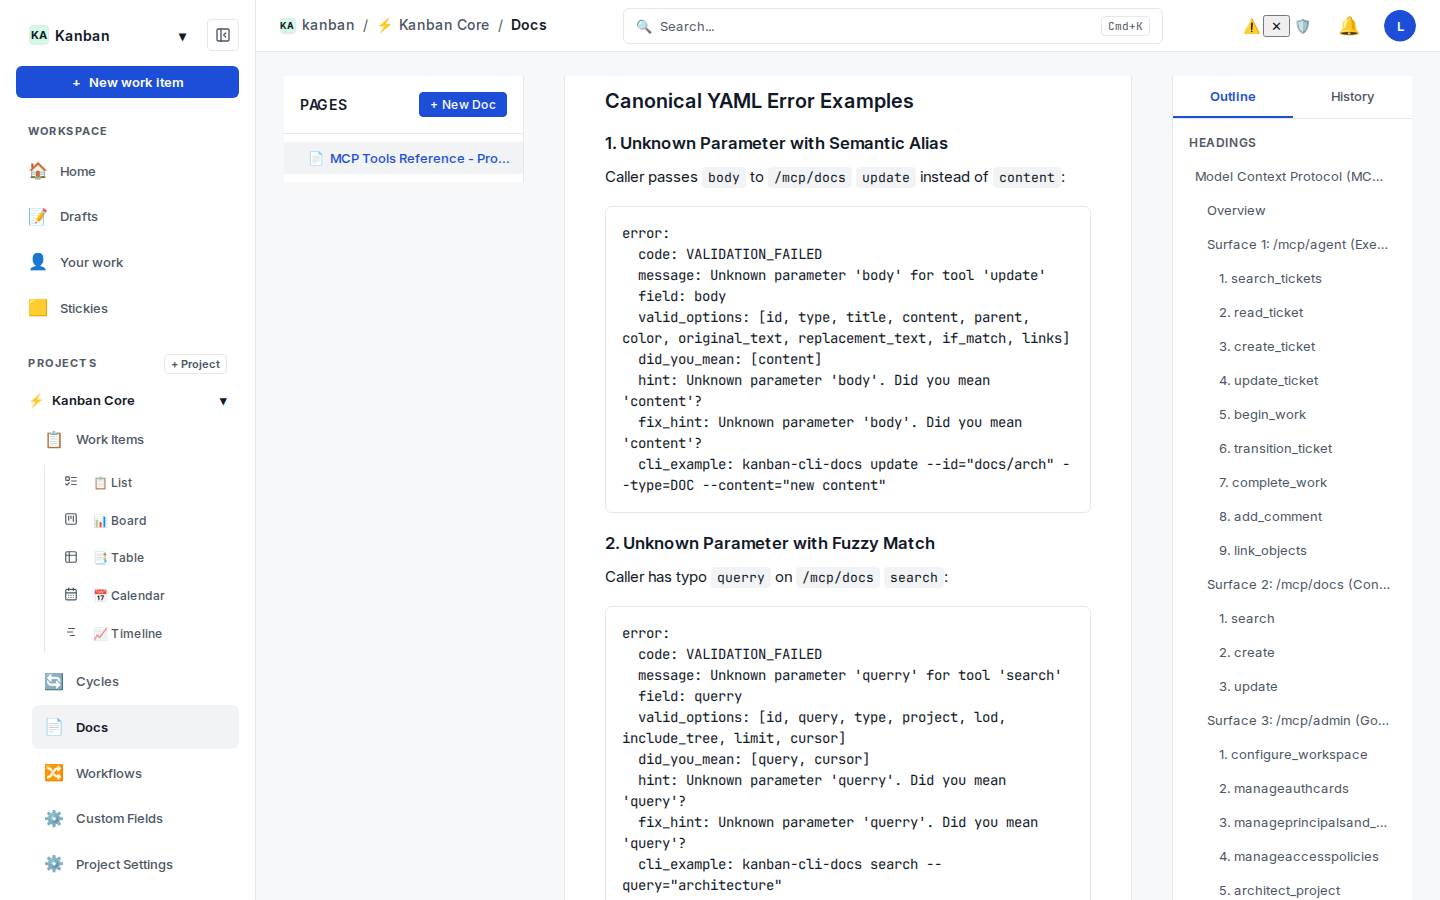 KA Kanban ▼
+ New work item
WORKSPACE
Home
Drafts
Your work
Stickies
PROJECTS
+ Project
Kanban Core ▼
Work Items
List
Board
Table
Calendar
Timeline
Cycles
Docs
Workflows
Custom Fields
Project Settings
KA kanban / ⚡ Kanban Core / Docs
Search...
Cmd+K
✕
L
PAGES
+ New Doc
MCP Tools Reference - Pro...
Canonical YAML Error Examples
1. Unknown Parameter with Semantic Alias
Caller passes body to /mcp/docs update instead of content:
error:
  code: VALIDATION_FAILED
  message: Unknown parameter 'body' for tool 'update'
  field: body
  valid_options: [id, type, title, content, parent,
color, original_text, replacement_text, if_match, links]
  did_you_mean: [content]
  hint: Unknown parameter 'body'. Did you mean
'content'?
  fix_hint: Unknown parameter 'body'. Did you mean
'content'?
  cli_example: kanban-cli-docs update --id="docs/arch" -
-type=DOC --content="new content"
2. Unknown Parameter with Fuzzy Match
Caller has typo querry on /mcp/docs search:
error:
  code: VALIDATION_FAILED
  message: Unknown parameter 'querry' for tool 'search'
  field: querry
  valid_options: [id, query, type, project, lod,
include_tree, limit, cursor]
  did_you_mean: [query, cursor]
  hint: Unknown parameter 'querry'. Did you mean
'query'?
  fix_hint: Unknown parameter 'querry'. Did you mean
'query'?
  cli_example: kanban-cli-docs search --
query="architecture"
Outline
History
HEADINGS
Model Context Protocol (MC...
Overview
Surface 1: /mcp/agent (Exe...
1. search_tickets
2. read_ticket
3. create_ticket
4. update_ticket
5. begin_work
6. transition_ticket
7. complete_work
8. add_comment
9. link_objects
Surface 2: /mcp/docs (Con...
1. search
2. create
3. update
Surface 3: /mcp/admin (Go...
1. configure_workspace
2. manageauthcards
3. manageprincipalsand_...
4. manageaccesspolicies
5. architect_project